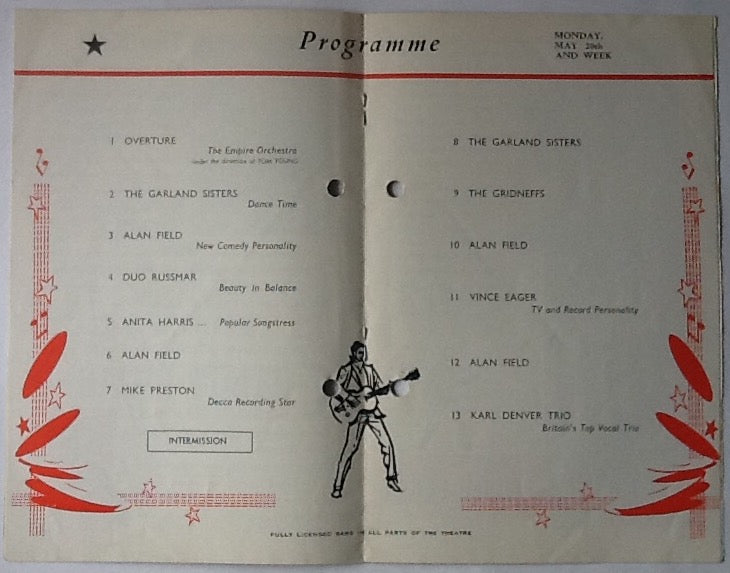 Programme
MONDAY,
MAY 20th
AND WEEK
1 OVERTURE
The Empire Orchestra
under the direction of TOM YOUNG
2 THE GARLAND SISTERS
Dance Time
3 ALAN FIELD
New Comedy Personality
4 DUO RUSSMAR
Beauty in Balance
5 ANITA HARRIS ... Popular Songstress
6 ALAN FIELD
7 MIKE PRESTON
Decca Recording Star
INTERMISSION
8 THE GARLAND SISTERS
9 THE GRIDNEFFS
10 ALAN FIELD
11 VINCE EAGER
TV and Record Personality
12 ALAN FIELD
13 KARL DENVER TRIO
Britain's Top Vocal Trio
FULLY LICENSED BARS IN ALL PARTS OF THE THEATRE